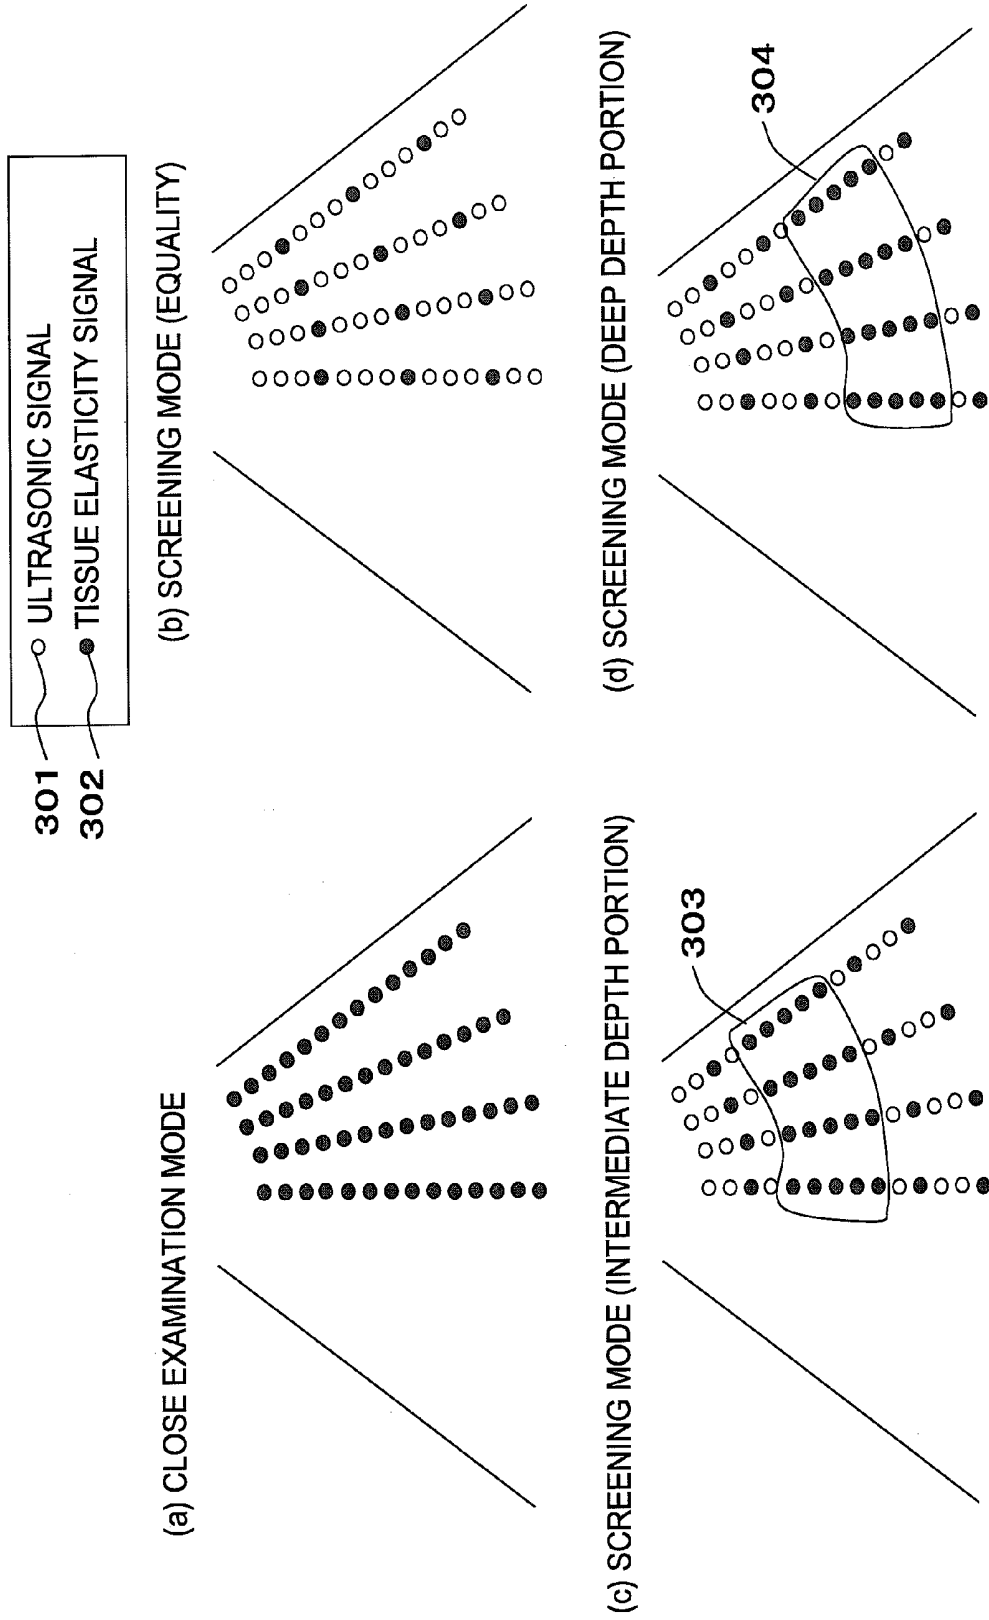 301 ULTRASONIC SIGNAL
302 TISSUE ELASTICITY SIGNAL
(a) CLOSE EXAMINATION MODE
(b) SCREENING MODE (EQUALITY)
(c) SCREENING MODE (INTERMEDIATE DEPTH PORTION)
303
(d) SCREENING MODE (DEEP DEPTH PORTION)
304